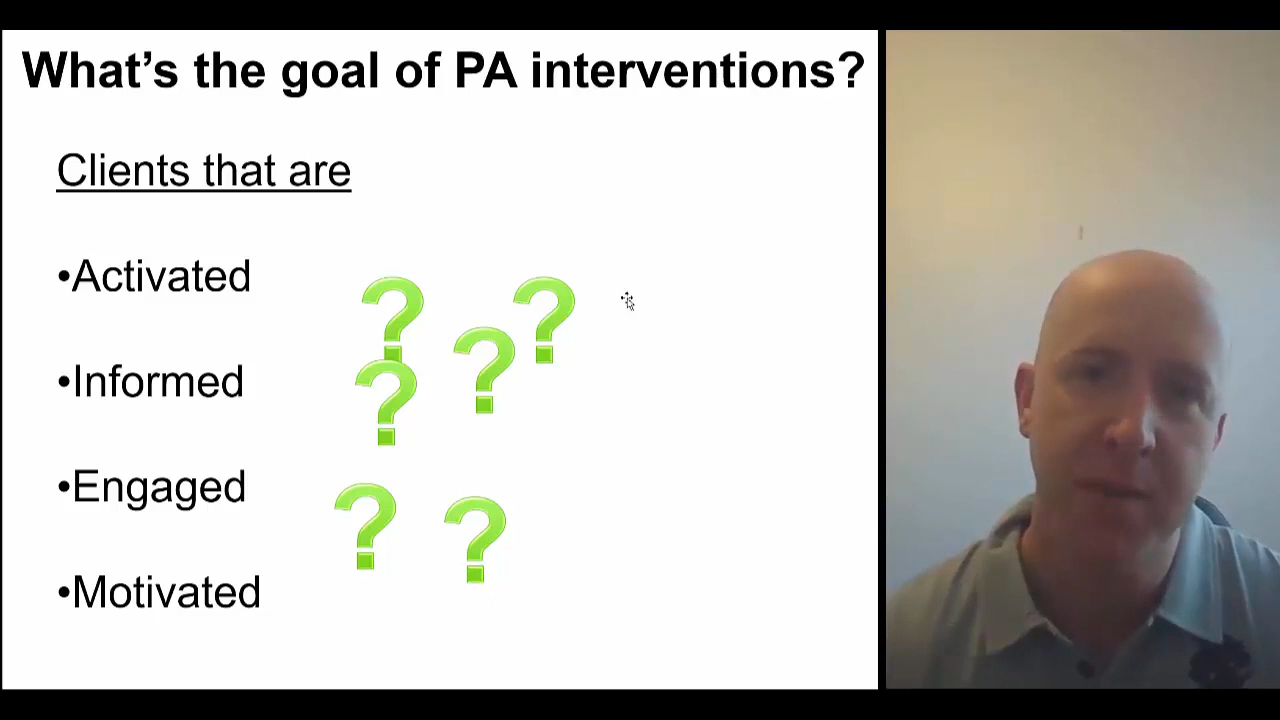 What’s the goal of PA interventions?
Clients that are
•Activated
•Informed
•Engaged
•Motivated